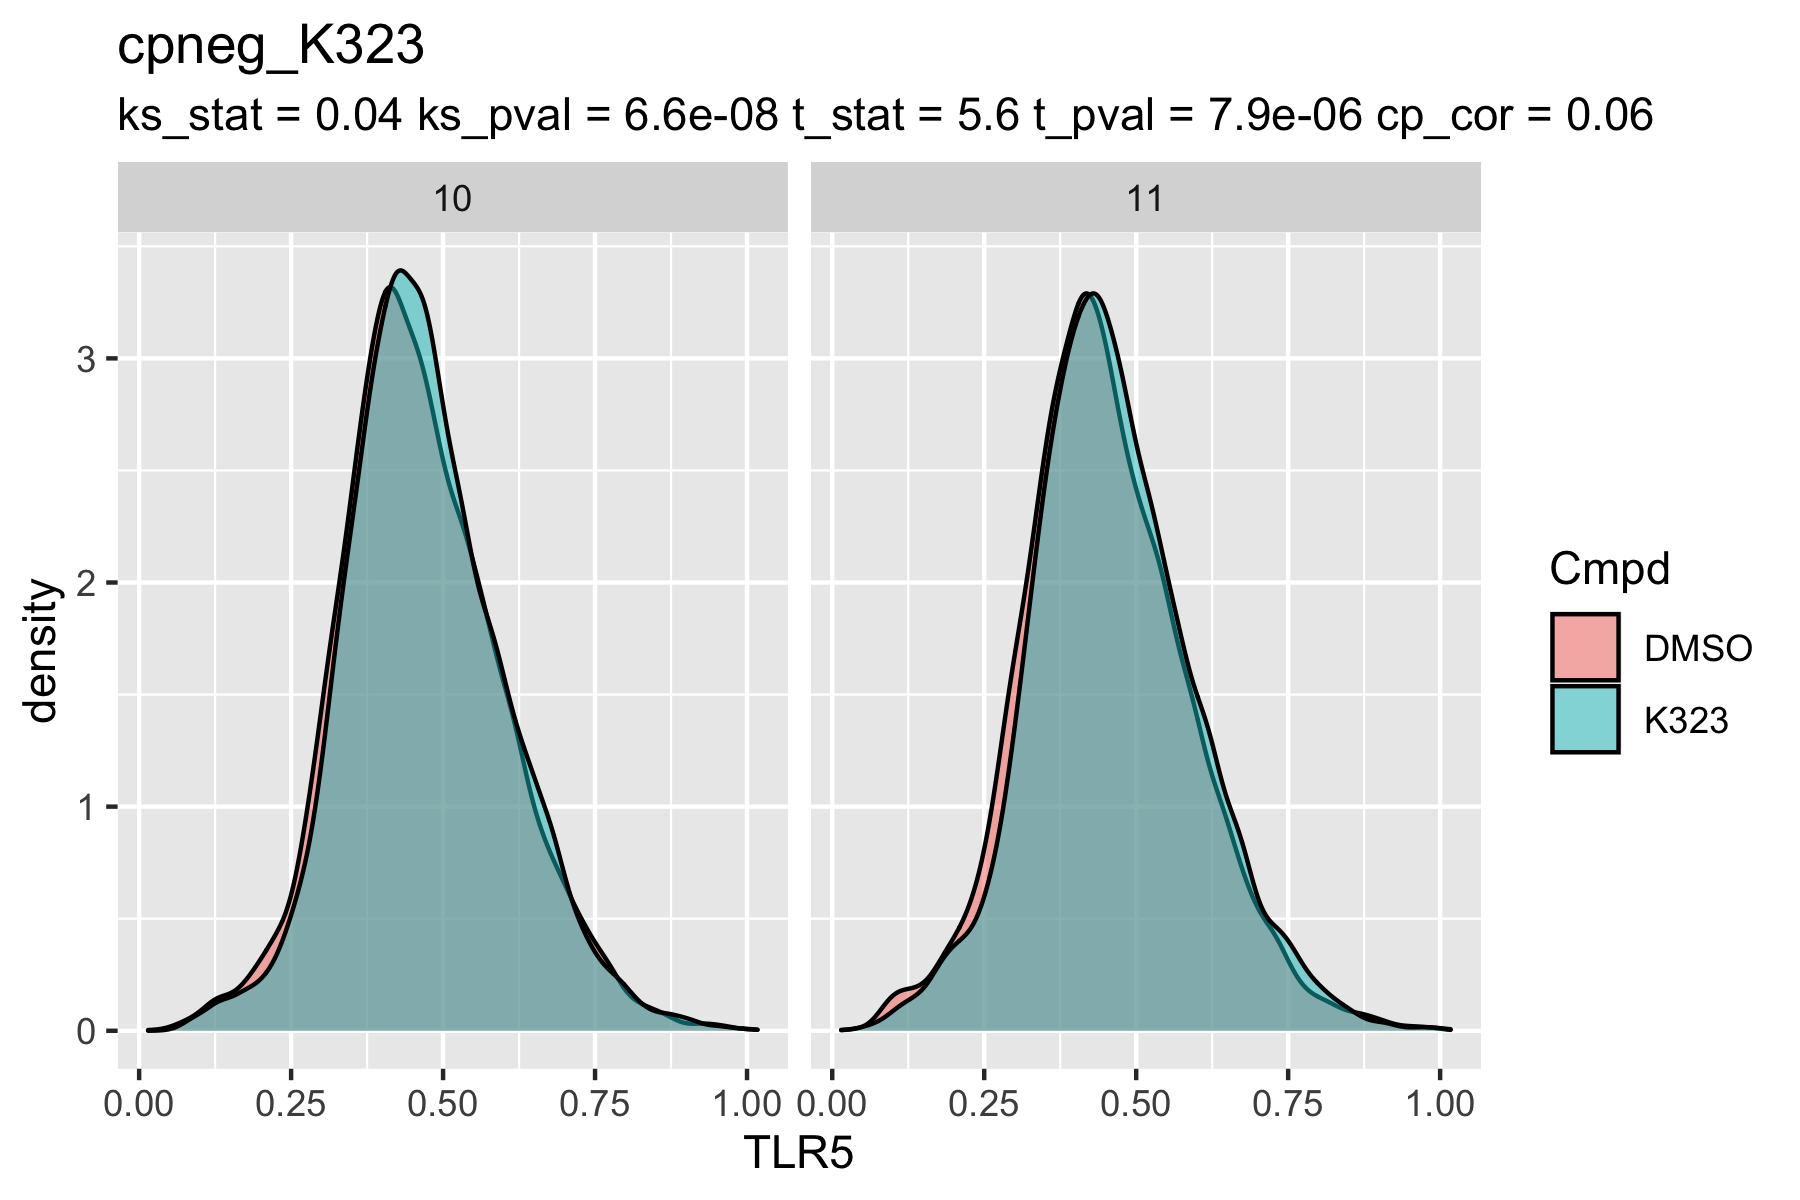 cpneg_K323
ks_stat = 0.04 ks_pval = 6.6e-08 t_stat = 5.6 t_pval = 7.9e-06 cp_cor = 0.06
10 11
density
3
2
1
0
0.00 0.25 0.50 0.75 1.00 0.00 0.25 0.50 0.75 1.00
TLR5
Cmpd
DMSO
K323